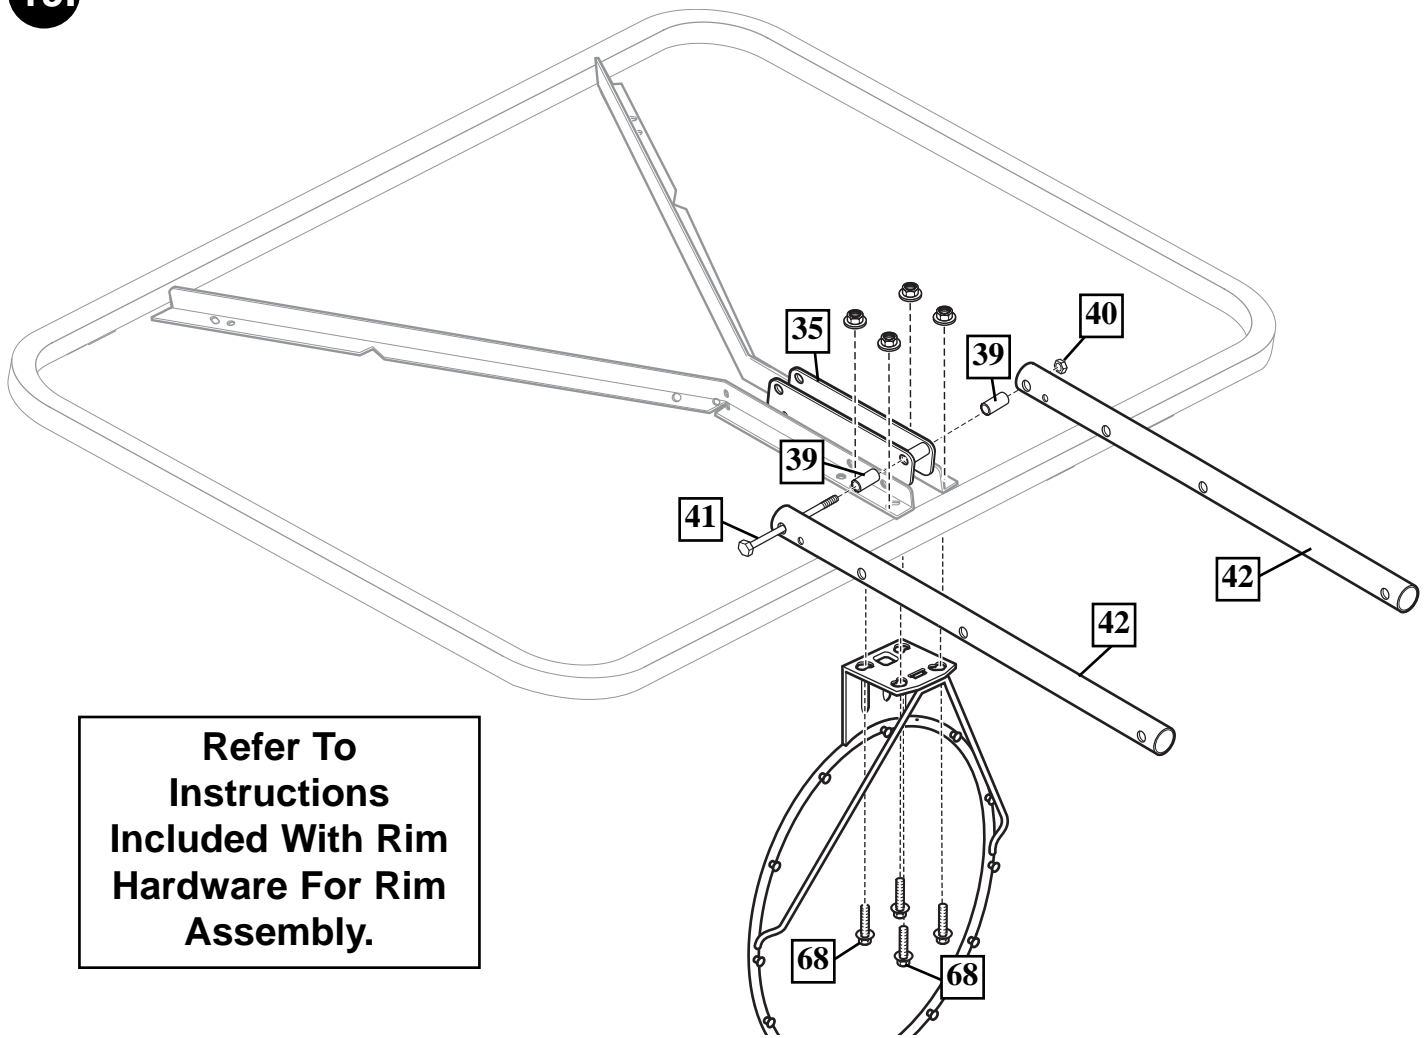 35
40
39
39
41
42
42
Refer To
Instructions
Included With Rim
Hardware For Rim
Assembly.
68
68